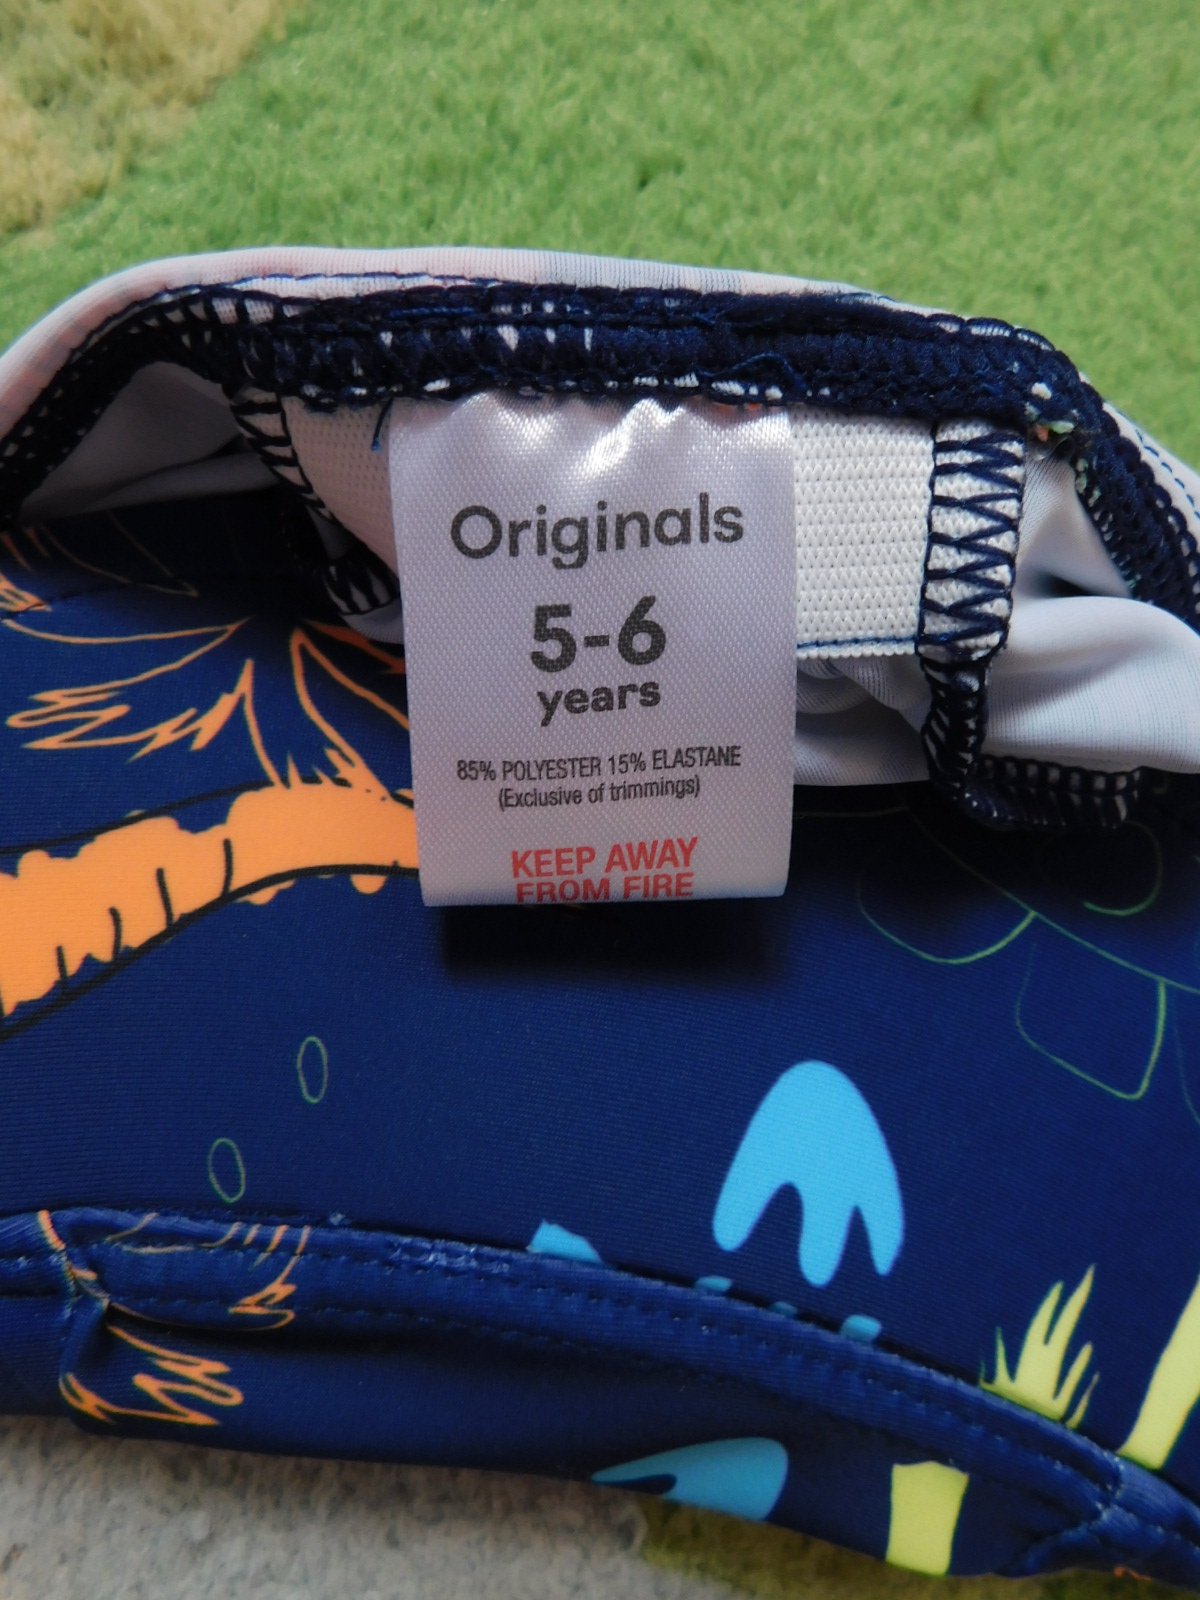 Originals
5-6
years
85% POLYESTER 15% ELASTANE
(Exclusive of trimmings)
KEEP AWAY
FROM FIRE